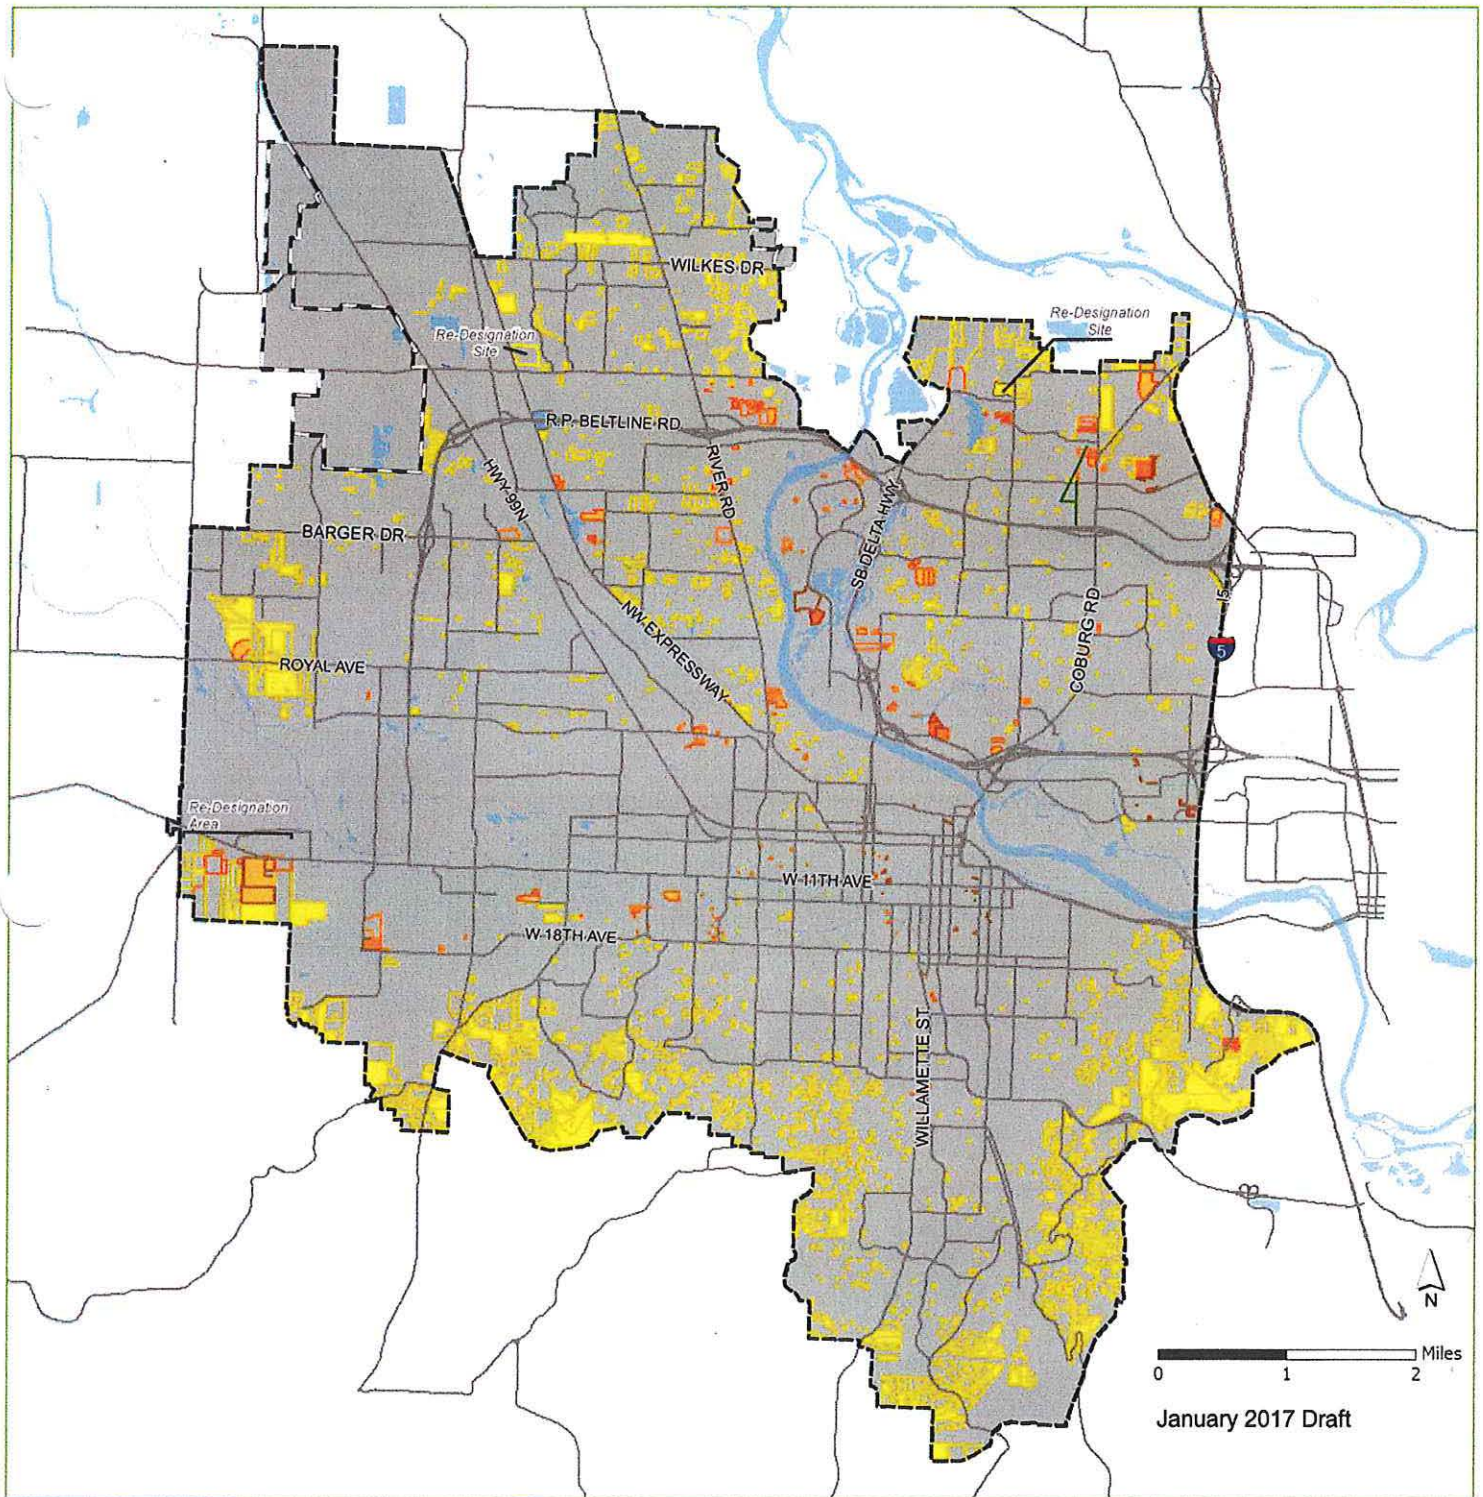 WILKES DR
Re-Designation
Site
Re-Designation
Site
R.P. BELTLINE RD
RIVER RD
HWY 99N
SB DELTA HWY
BARGER DR
COBURG RD
I5
NW EXPRESSWAY
5
ROYAL AVE
Re-Designation
Area
W 11TH AVE
W 18TH AVE
WILLAMETTE ST
N
Miles
0 1 2
January 2017 Draft